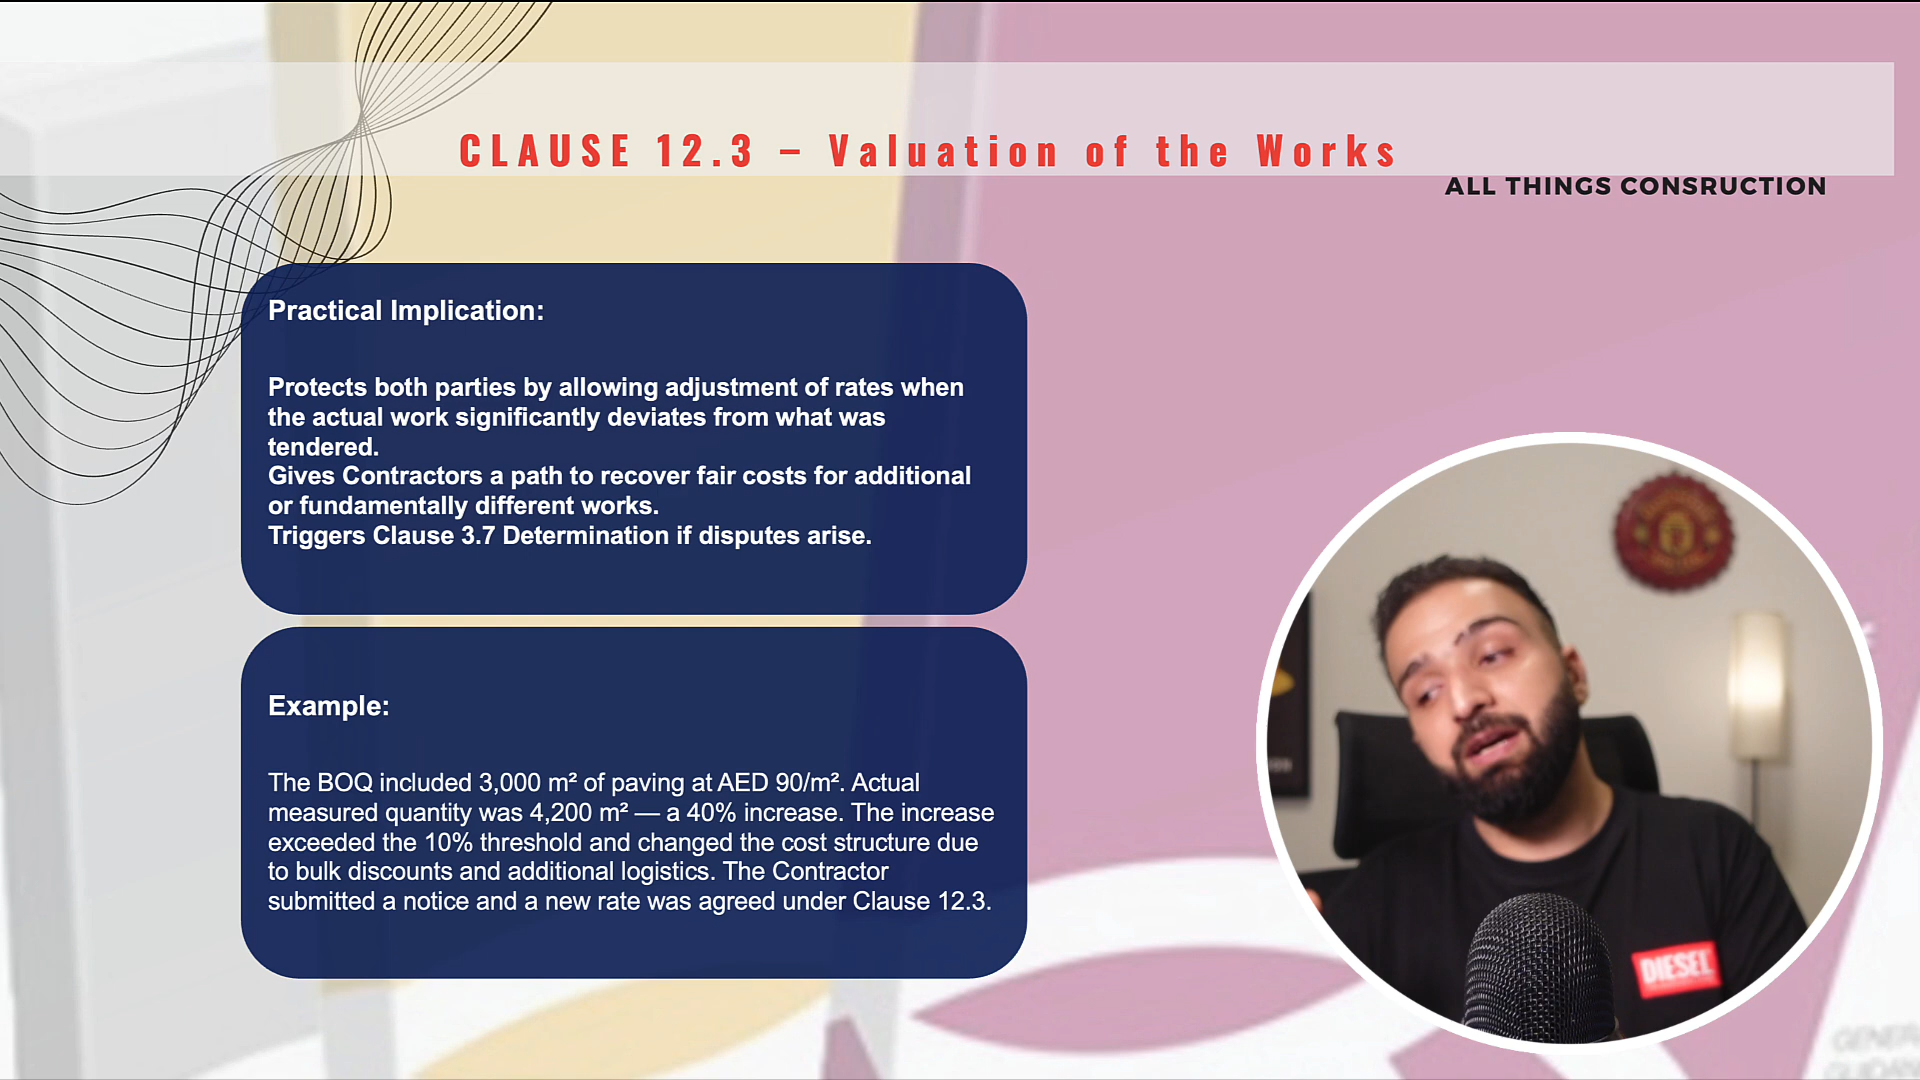 CLAUSE 12.3 – Valuation of the Works
ALL THINGS CONSRUCTION
Practical Implication:
Protects both parties by allowing adjustment of rates when
the actual work significantly deviates from what was
tendered.
Gives Contractors a path to recover fair costs for additional
or fundamentally different works.
Triggers Clause 3.7 Determination if disputes arise.
Example:
The BOQ included 3,000 m² of paving at AED 90/m². Actual
measured quantity was 4,200 m² — a 40% increase. The increase
exceeded the 10% threshold and changed the cost structure due
to bulk discounts and additional logistics. The Contractor
submitted a notice and a new rate was agreed under Clause 12.3.
DIESEL